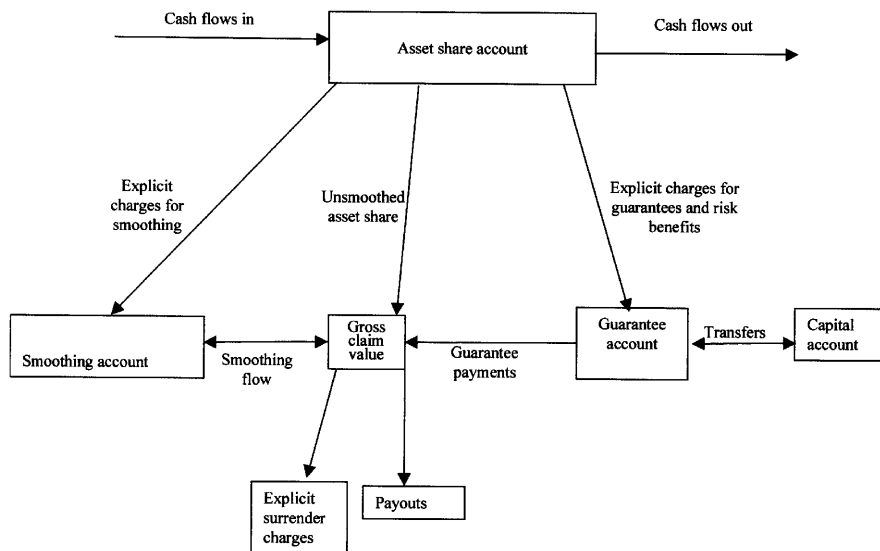 Cash flows in
Asset share account
Cash flows out
Explicit
charges for
smoothing
Unsmoothed
asset share
Explicit charges for
guarantees and risk
benefits
Smoothing account
Smoothing
flow
Gross
claim
value
Guarantee
payments
Guarantee
account
Transfers
Capital
account
Explicit
surrender
charges
Payouts